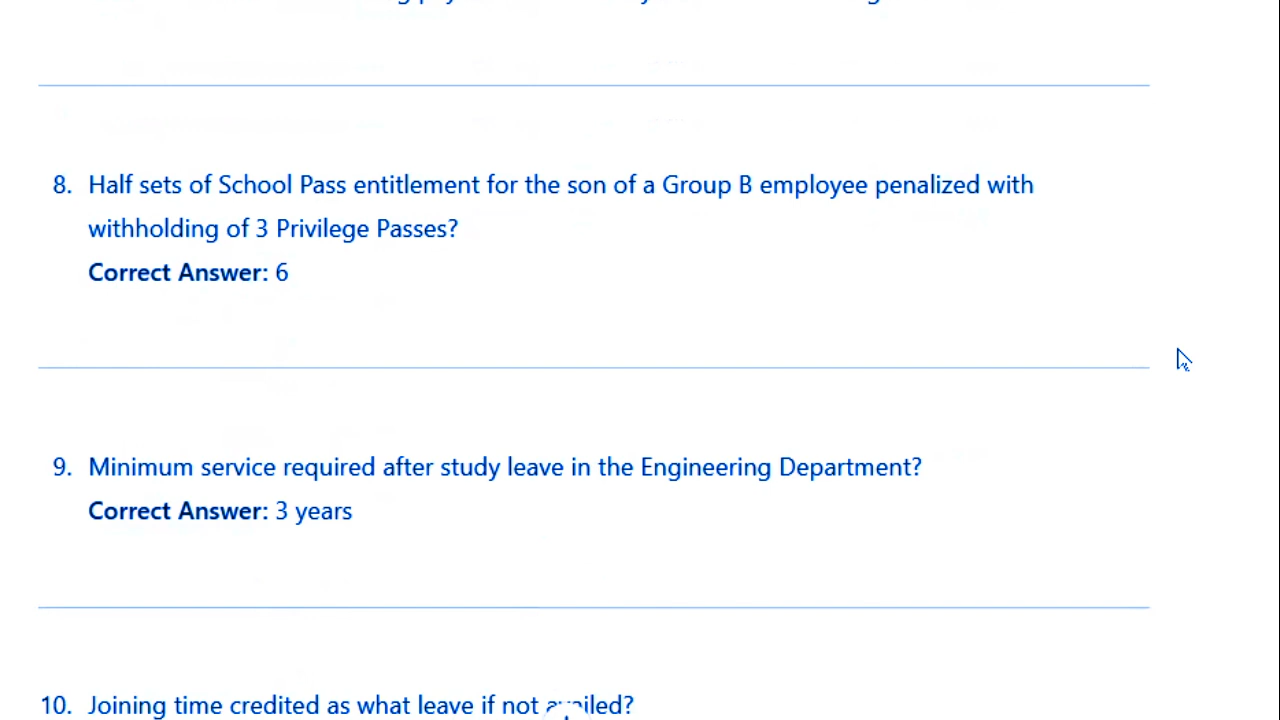 8. Half sets of School Pass entitlement for the son of a Group B employee penalized with
withholding of 3 Privilege Passes?
Correct Answer: 6
9. Minimum service required after study leave in the Engineering Department?
Correct Answer: 3 years
10. Joining time credited as what leave if not availed?